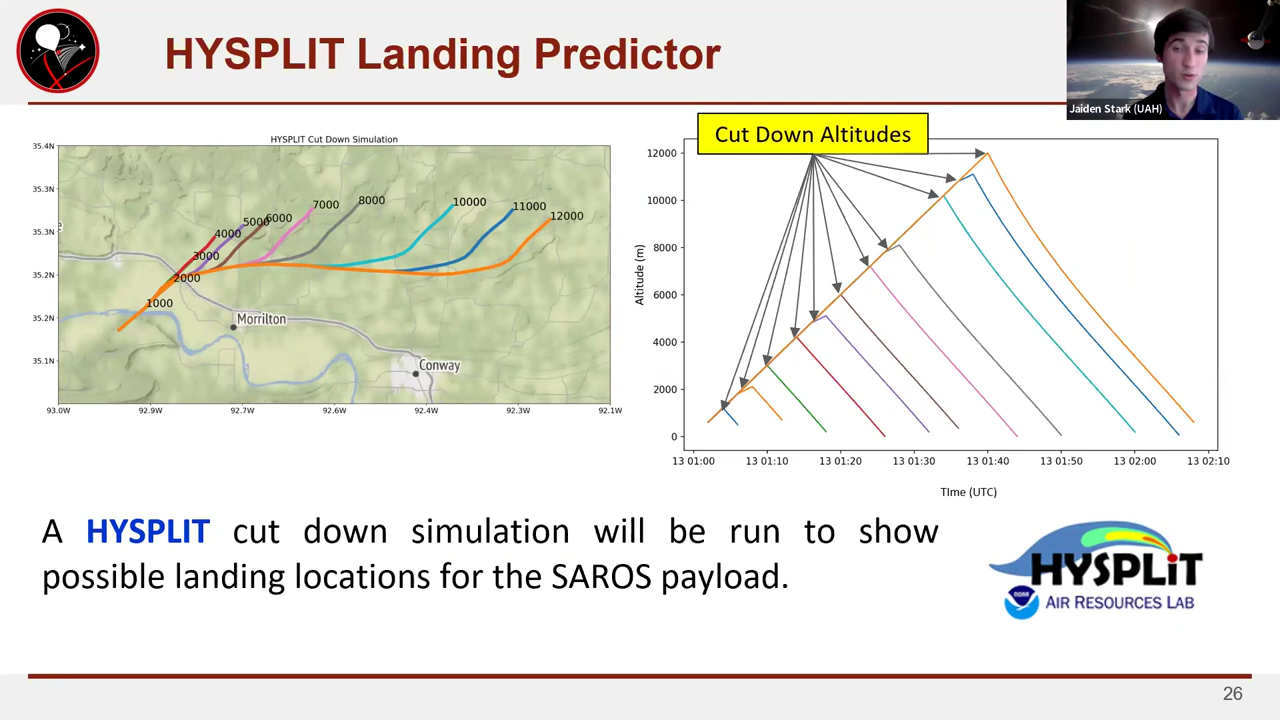 HYSPLIT Landing Predictor
Jaiden Stark (UAH)
HYSPLIT Cut Down Simulation
35.4N
35.3N
35.3N
35.2N
35.2N
35.1N
93.0W 92.9W 92.7W 92.6W 92.4W 92.3W 92.1W
1000
2000
3000
4000
5000
6000
7000
8000
10000
11000
12000
Morrilton
Conway
Cut Down Altitudes
Altitude (m)
12000
10000
8000
6000
4000
2000
0
13 01:00 13 01:10 13 01:20 13 01:30 13 01:40 13 01:50 13 02:00 13 02:10
TIme (UTC)
A HYSPLIT cut down simulation will be run to show
possible landing locations for the SAROS payload.
HYSPLIT
noaa
AIR RESOURCES LAB
26